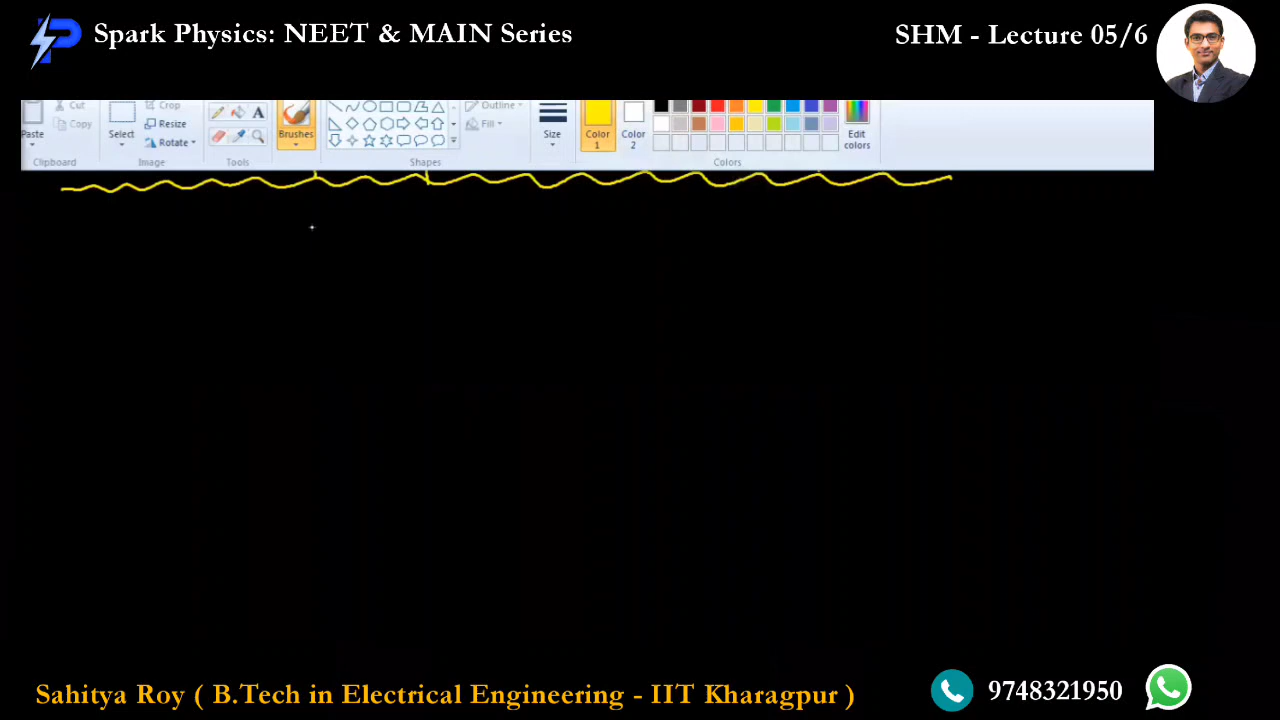 Spark Physics: NEET & MAIN Series
SHM - Lecture 05/6
Cut
Crop
Outline
Paste
Copy
Select
Resize
A
Brushes
Fill
Size
Color
1
Color
2
Edit
colors
Rotate
Clipboard
Image
Tools
Shapes
Colors
Sahitya Roy ( B.Tech in Electrical Engineering - IIT Kharagpur )
9748321950